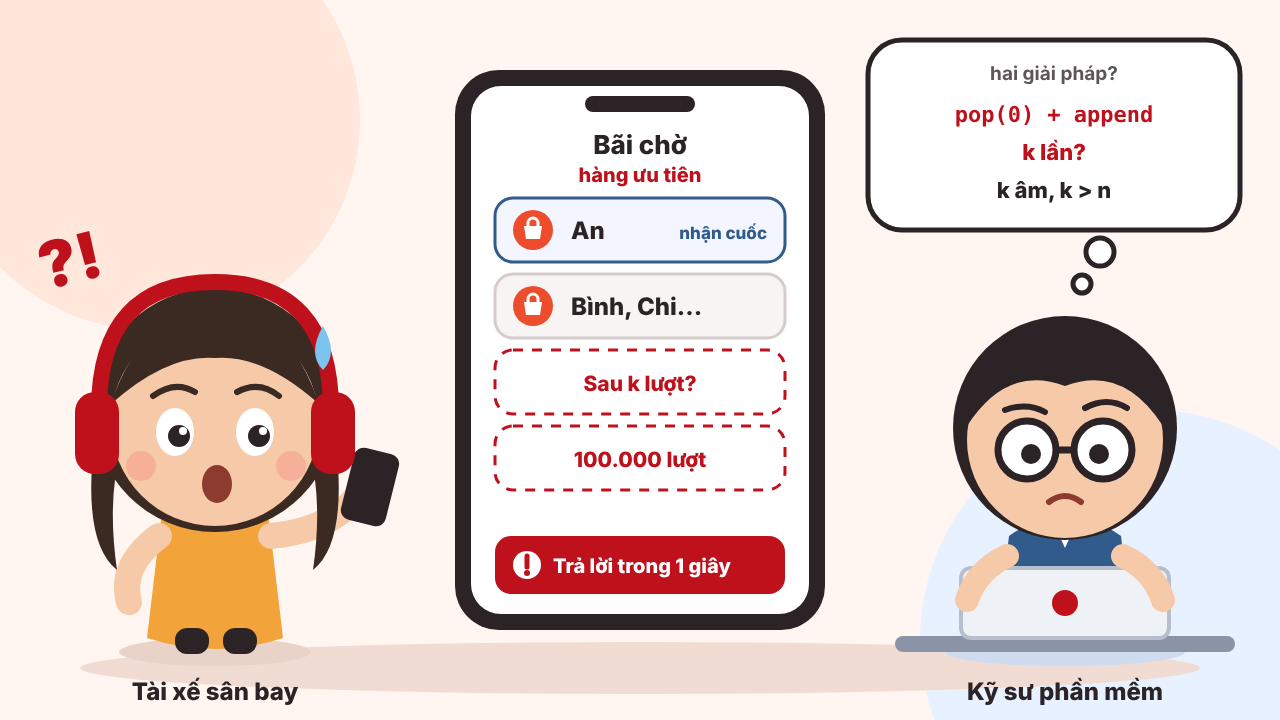 ?!
Bãi chờ
hàng ưu tiên
An
nhận cuốc
Bình, Chi...
Sau k lượt?
100.000 lượt
Trả lời trong 1 giây
hai giải pháp?
pop(0) + append
k lần?
k âm, k > n
Tài xế sân bay
Kỹ sư phần mềm